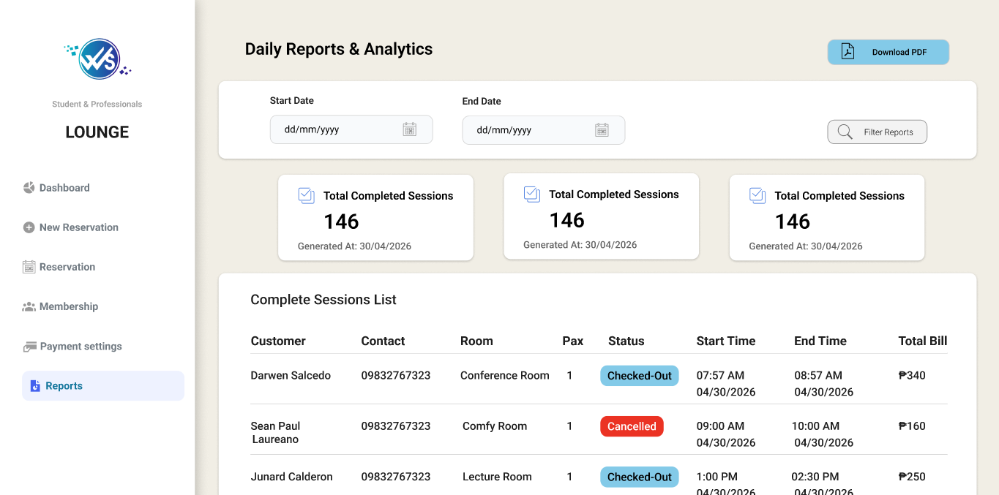 WS
Student & Professionals
LOUNGE
Dashboard
New Reservation
Reservation
Membership
Payment settings
Reports
Daily Reports & Analytics
Download PDF
Start Date
End Date
dd/mm/yyyy
dd/mm/yyyy
Filter Reports
Total Completed Sessions
146
Generated At: 30/04/2026
Total Completed Sessions
146
Generated At: 30/04/2026
Total Completed Sessions
146
Generated At: 30/04/2026
Complete Sessions List
Customer Contact Room Pax Status Start Time End Time Total Bill
Darwen Salcedo 09832767323 Conference Room 1 Checked-Out 07:57 AM 08:57 AM ₱340
04/30/2026 04/30/2026
Sean Paul 09832767323 Comfy Room 1 Cancelled 09:00 AM 10:00 AM ₱160
Laureano 04/30/2026 04/30/2026
Junard Calderon 09832767323 Lecture Room 1 Checked-Out 1:00 PM 02:30 PM ₱250
04/30/2026 04/30/2026